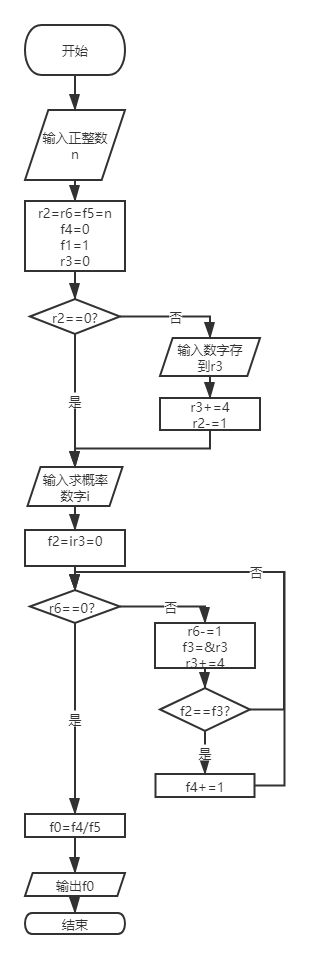 开始
输入正整数
n
r2=r6=f5=n
f4=0
f1=1
r3=0
r2==0?
否
输入数字存
到r3
r3+=4
r2-=1
是
输入求概率
数字i
f2=ir3=0
否
r6==0?
否
r6-=1
f3=&r3
r3+=4
f2==f3?
是
是
f4+=1
f0=f4/f5
输出f0
结束